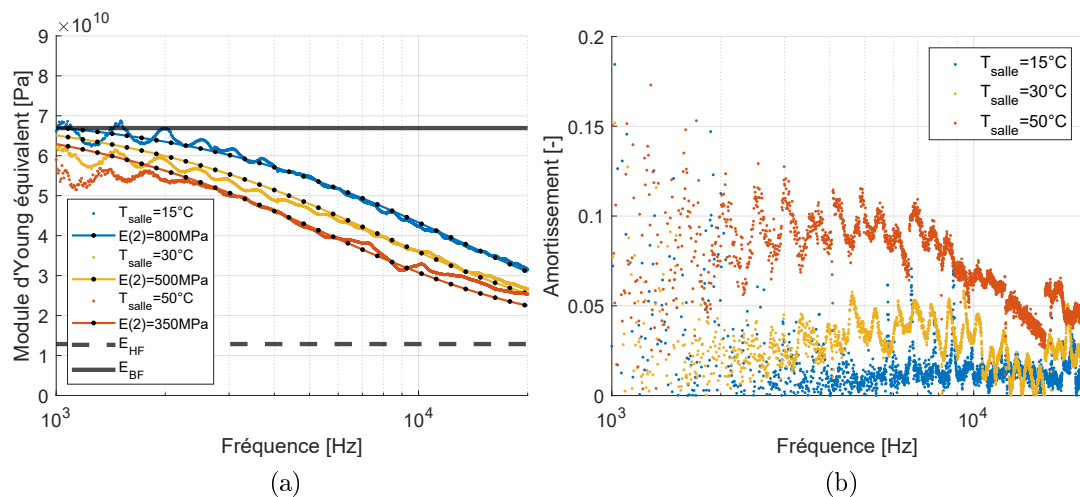 ×10^10
9
8
7
6
5
4
3
2
1
0
Module d'Young équivalent [Pa]
T_salle=15°C
E(2)=800MPa
T_salle=30°C
E(2)=500MPa
T_salle=50°C
E(2)=350MPa
E_HF
E_BF
10^3
10^4
Fréquence [Hz]
(a)
0.2
0.15
0.1
0.05
0
Amortissement [-]
T_salle=15°C
T_salle=30°C
T_salle=50°C
10^3
10^4
Fréquence [Hz]
(b)